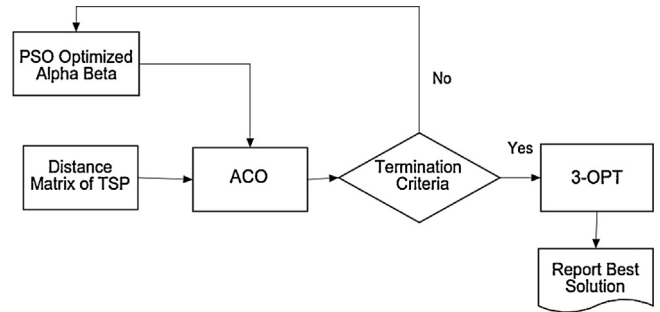 PSO Optimized
Alpha Beta
No
Distance
Matrix of TSP
ACO
Termination
Criteria
Yes
3-OPT
Report Best
Solution